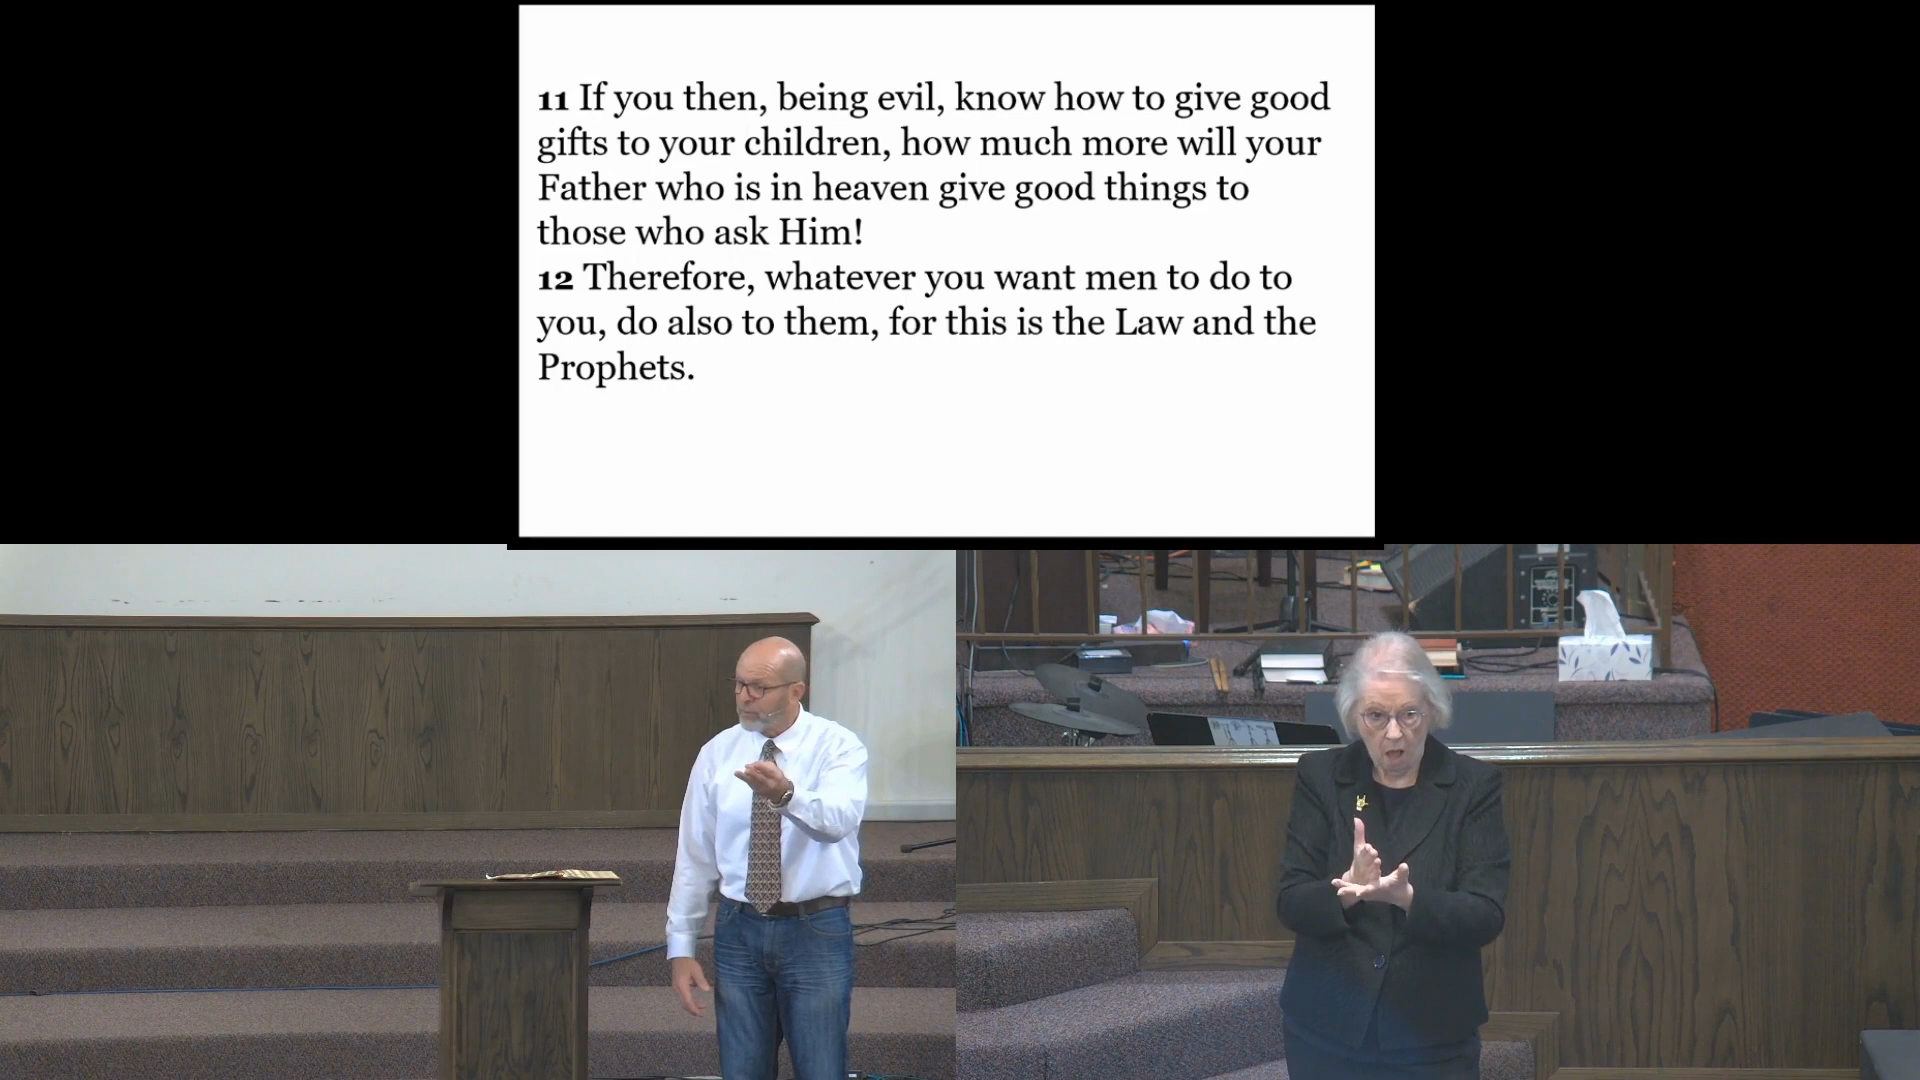 11 If you then, being evil, know how to give good
gifts to your children, how much more will your
Father who is in heaven give good things to
those who ask Him!
12 Therefore, whatever you want men to do to
you, do also to them, for this is the Law and the
Prophets.